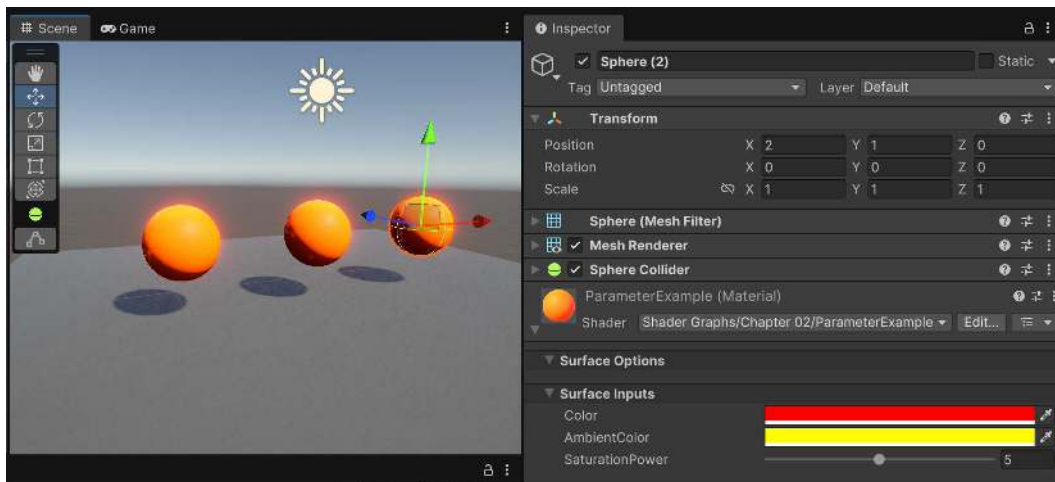 Scene Game
Inspector
Sphere (2) Static
Tag Untagged Layer Default
Transform
Position X 2 Y 1 Z 0
Rotation X 0 Y 0 Z 0
Scale X 1 Y 1 Z 1
Sphere (Mesh Filter)
Mesh Renderer
Sphere Collider
ParameterExample (Material)
Shader Shader Graphs/Chapter 02/ParameterExample Edit...
Surface Options
Surface Inputs
Color
AmbientColor
SaturationPower 5